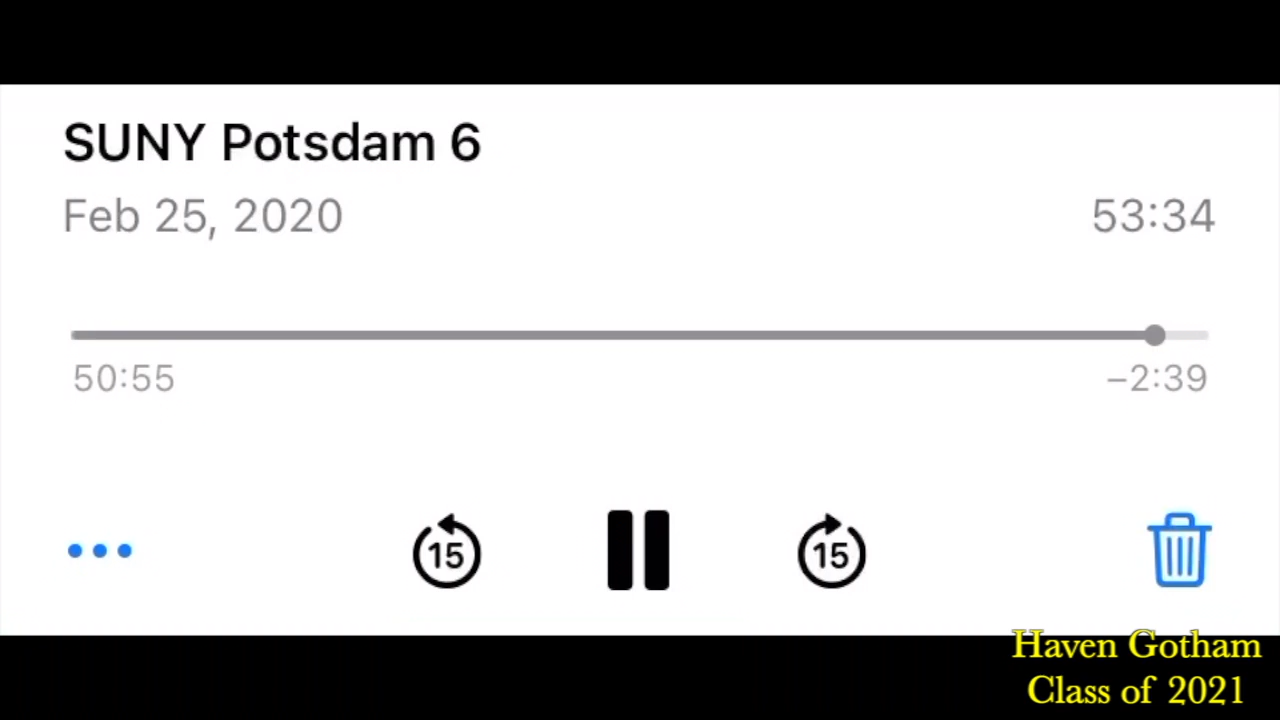 SUNY Potsdam 6
Feb 25, 2020
53:34
50:55
–2:39
15
15
Haven Gotham
Class of 2021